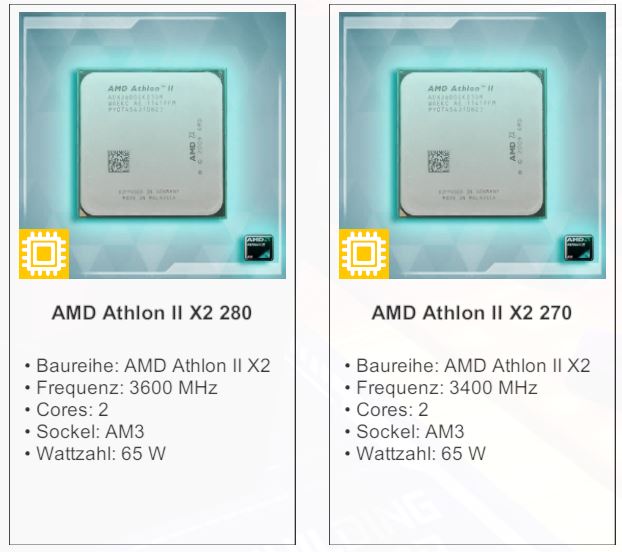 AMD Athlon™ II
AMD
AMD Athlon II X2 280
• Baureihe: AMD Athlon II X2
• Frequenz: 3600 MHz
• Cores: 2
• Sockel: AM3
• Wattzahl: 65 W
AMD Athlon™ II
AMD
AMD Athlon II X2 270
• Baureihe: AMD Athlon II X2
• Frequenz: 3400 MHz
• Cores: 2
• Sockel: AM3
• Wattzahl: 65 W